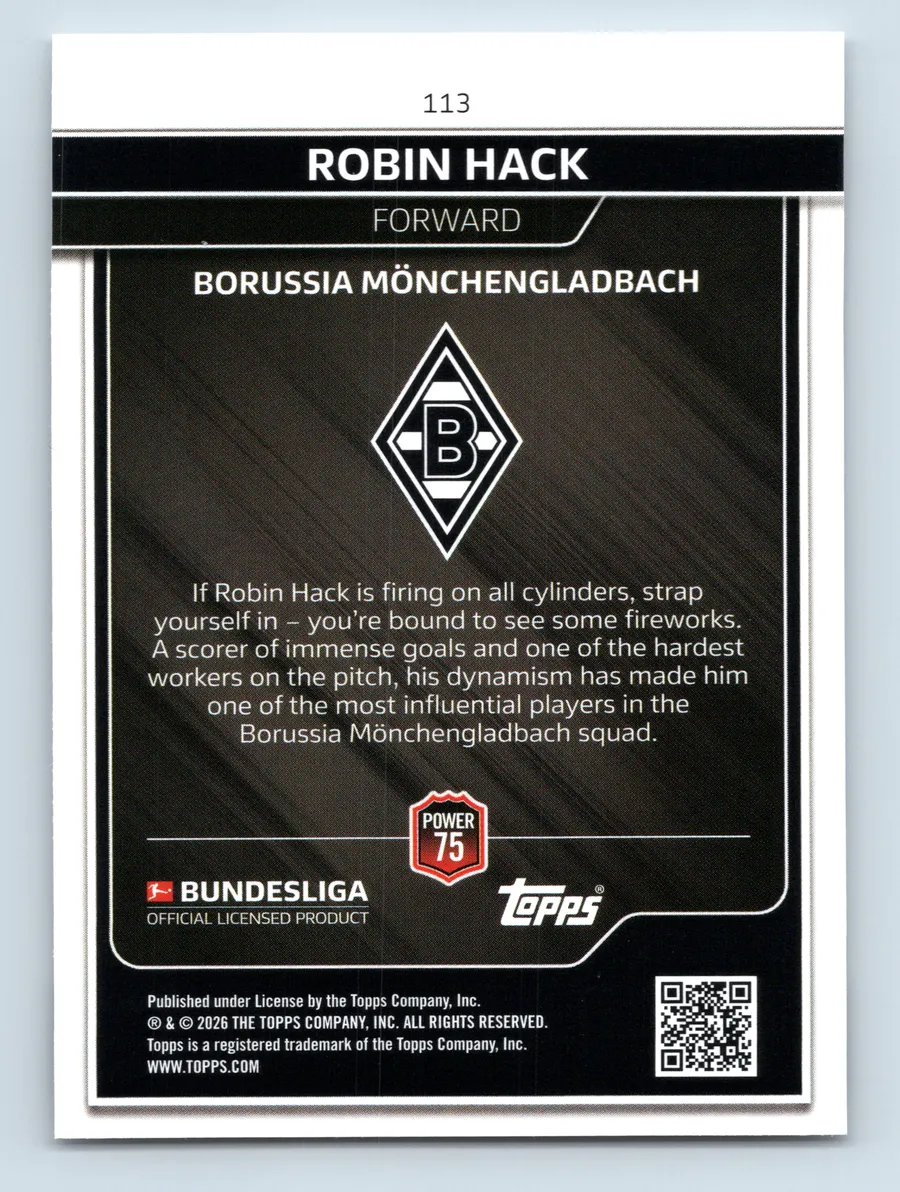 113
ROBIN HACK
FORWARD
BORUSSIA MÖNCHENGLADBACH
B
If Robin Hack is firing on all cylinders, strap
yourself in – you're bound to see some fireworks.
A scorer of immense goals and one of the hardest
workers on the pitch, his dynamism has made him
one of the most influential players in the
Borussia Mönchengladbach squad.
POWER
75
BUNDESLIGA
OFFICIAL LICENSED PRODUCT
Topps®
Published under License by the Topps Company, Inc.
® & © 2026 THE TOPPS COMPANY, INC. ALL RIGHTS RESERVED.
Topps is a registered trademark of the Topps Company, Inc.
WWW.TOPPS.COM